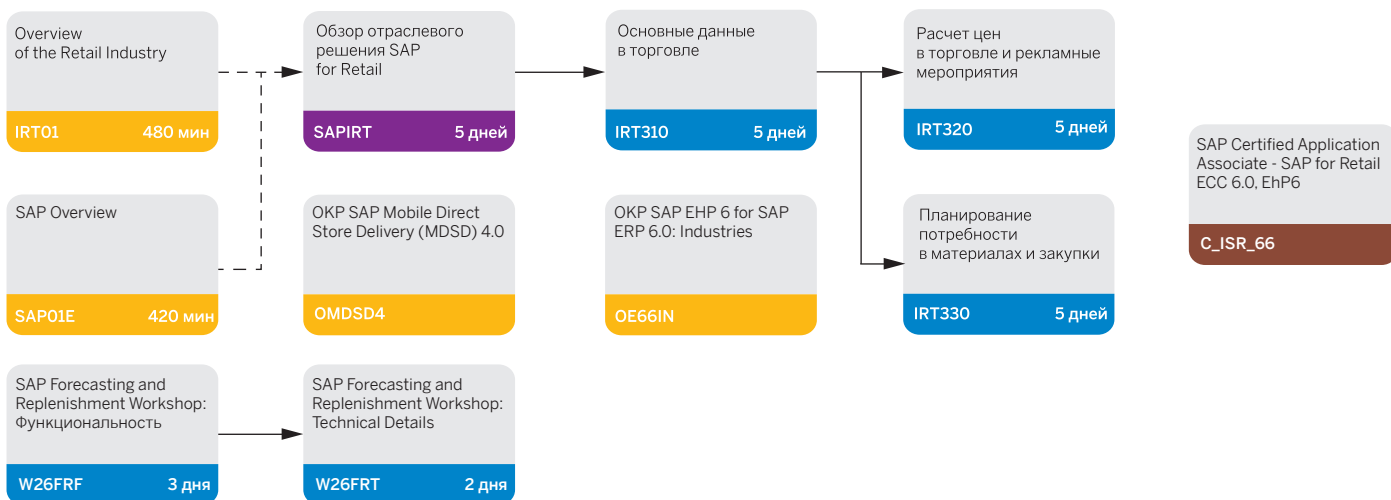 Overview
of the Retail Industry
IRT01 480 мин
Обзор отраслевого
решения SAP
for Retail
SAPIRT 5 дней
Основные данные
в торговле
IRT310 5 дней
Расчет цен
в торговле и рекламные
мероприятия
IRT320 5 дней
SAP Certified Application
Associate - SAP for Retail
ECC 6.0, EhP6
C_ISR_66
SAP Overview
SAP01E 420 мин
OKP SAP Mobile Direct
Store Delivery (MDSD) 4.0
OMDSD4
OKP SAP EHP 6 for SAP
ERP 6.0: Industries
OE66IN
Планирование
потребности
в материалах и закупки
IRT330 5 дней
SAP Forecasting and
Replenishment Workshop:
Функциональность
W26FRF 3 дня
SAP Forecasting and
Replenishment Workshop:
Technical Details
W26FRT 2 дня